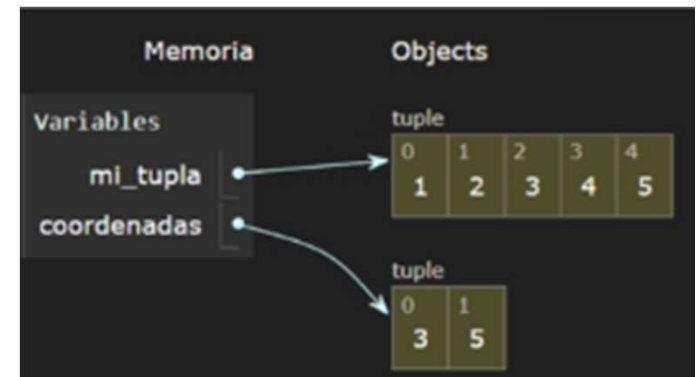 Memoria Objects
Variables
mi_tupla
coordenadas
tuple
0 1 2 3 4
1 2 3 4 5
tuple
0 1
3 5